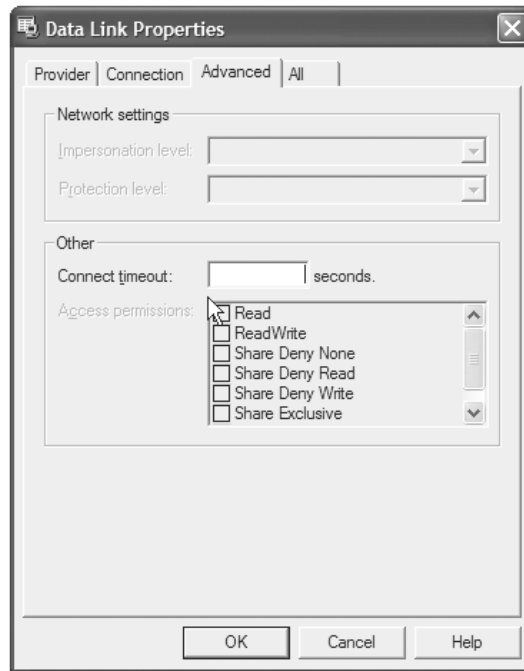 Data Link Properties
Provider Connection Advanced All
Network settings
Impersonation level:
Protection level:
Other
Connect timeout: seconds.
Access permissions:
Read
ReadWrite
Share Deny None
Share Deny Read
Share Deny Write
Share Exclusive
OK Cancel Help